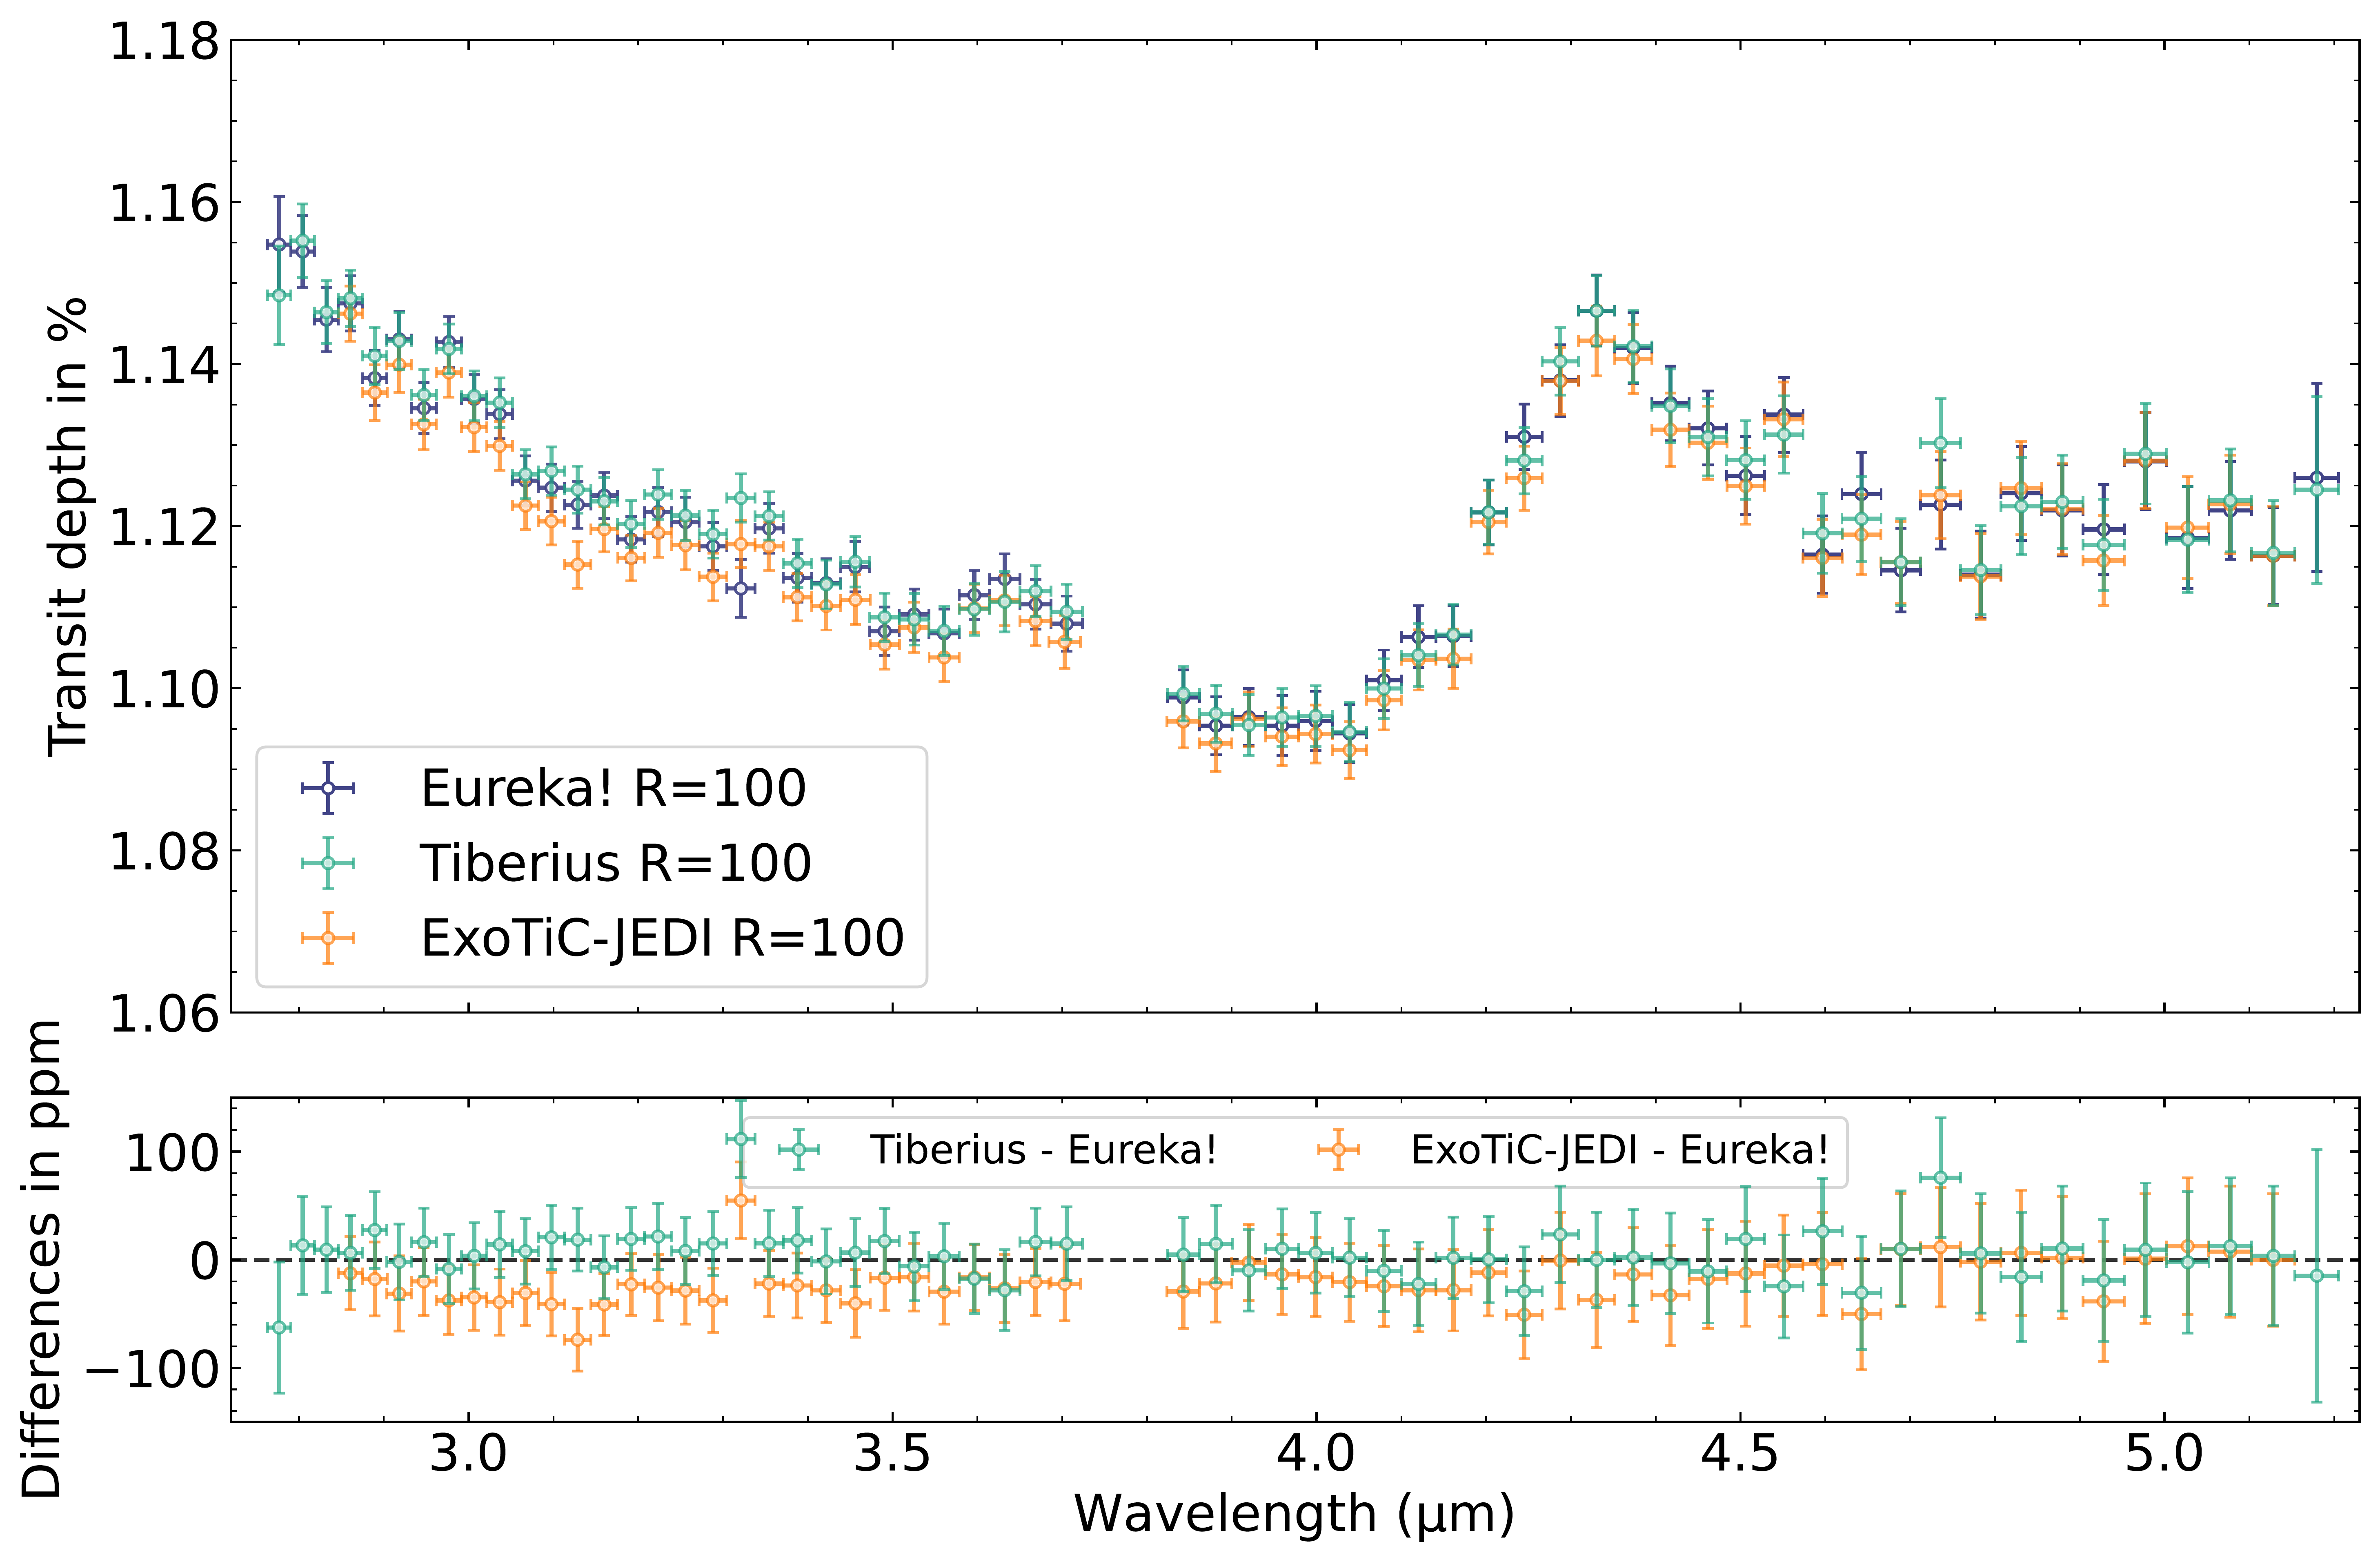 Transit depth in %
1.18
1.16
1.14
1.12
1.10
1.08
1.06
Eureka! R=100
Tiberius R=100
ExoTiC-JEDI R=100
Differences in ppm
100
0
−100
Tiberius - Eureka!
ExoTiC-JEDI - Eureka!
3.0 3.5 4.0 4.5 5.0
Wavelength (μm)